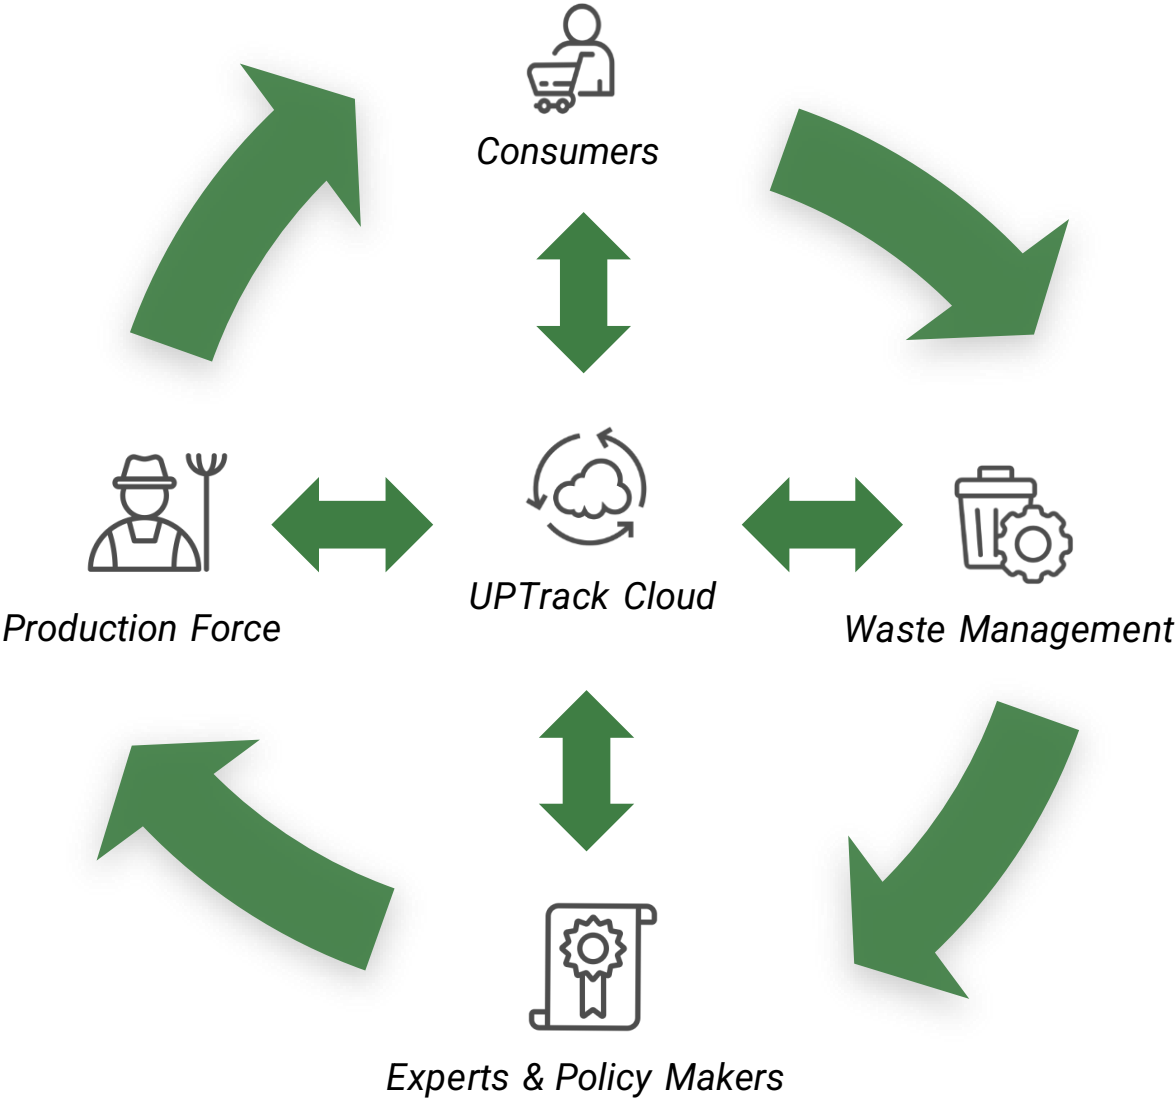 Consumers
UPTrack Cloud
Production Force
Waste Management
Experts & Policy Makers